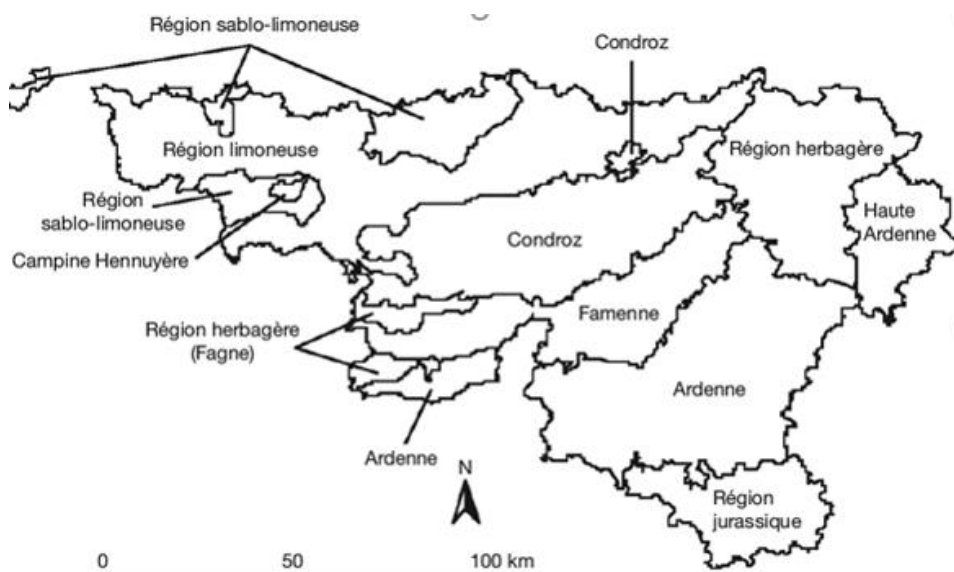 Région sablo-limoneuse
Condroz
Région limoneuse
Région herbagère
Région
sablo-limoneuse
Haute
Ardenne
Condroz
Campine Hennuyère
Famenne
Région herbagère
(Fagne)
Ardenne
Ardenne
N
Région
jurassique
0 50 100 km